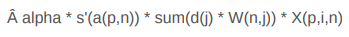 Â alpha * s'(a(p,n)) * sum(d(j) * W(n,j)) * X(p,i,n)